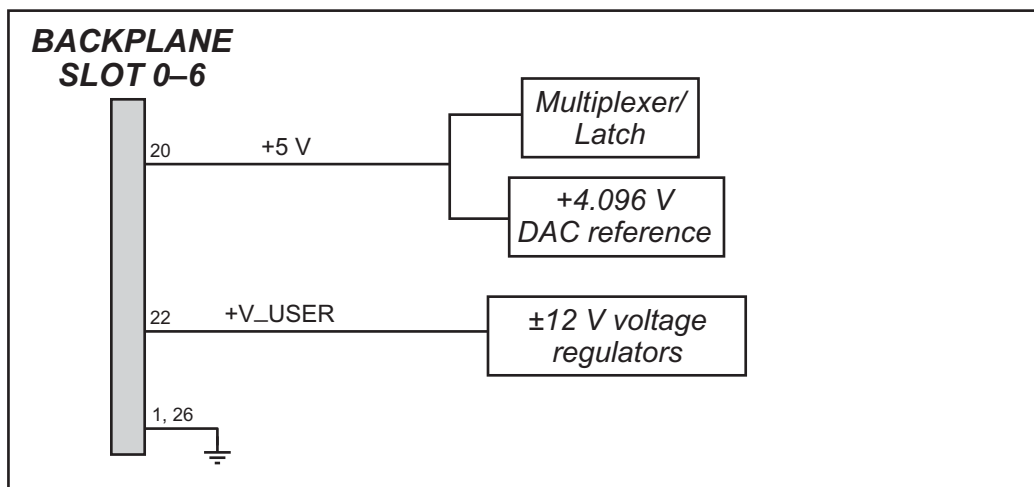 BACKPLANE
SLOT 0–6
20
+5 V
Multiplexer/
Latch
+4.096 V
DAC reference
22
+V_USER
±12 V voltage
regulators
1, 26